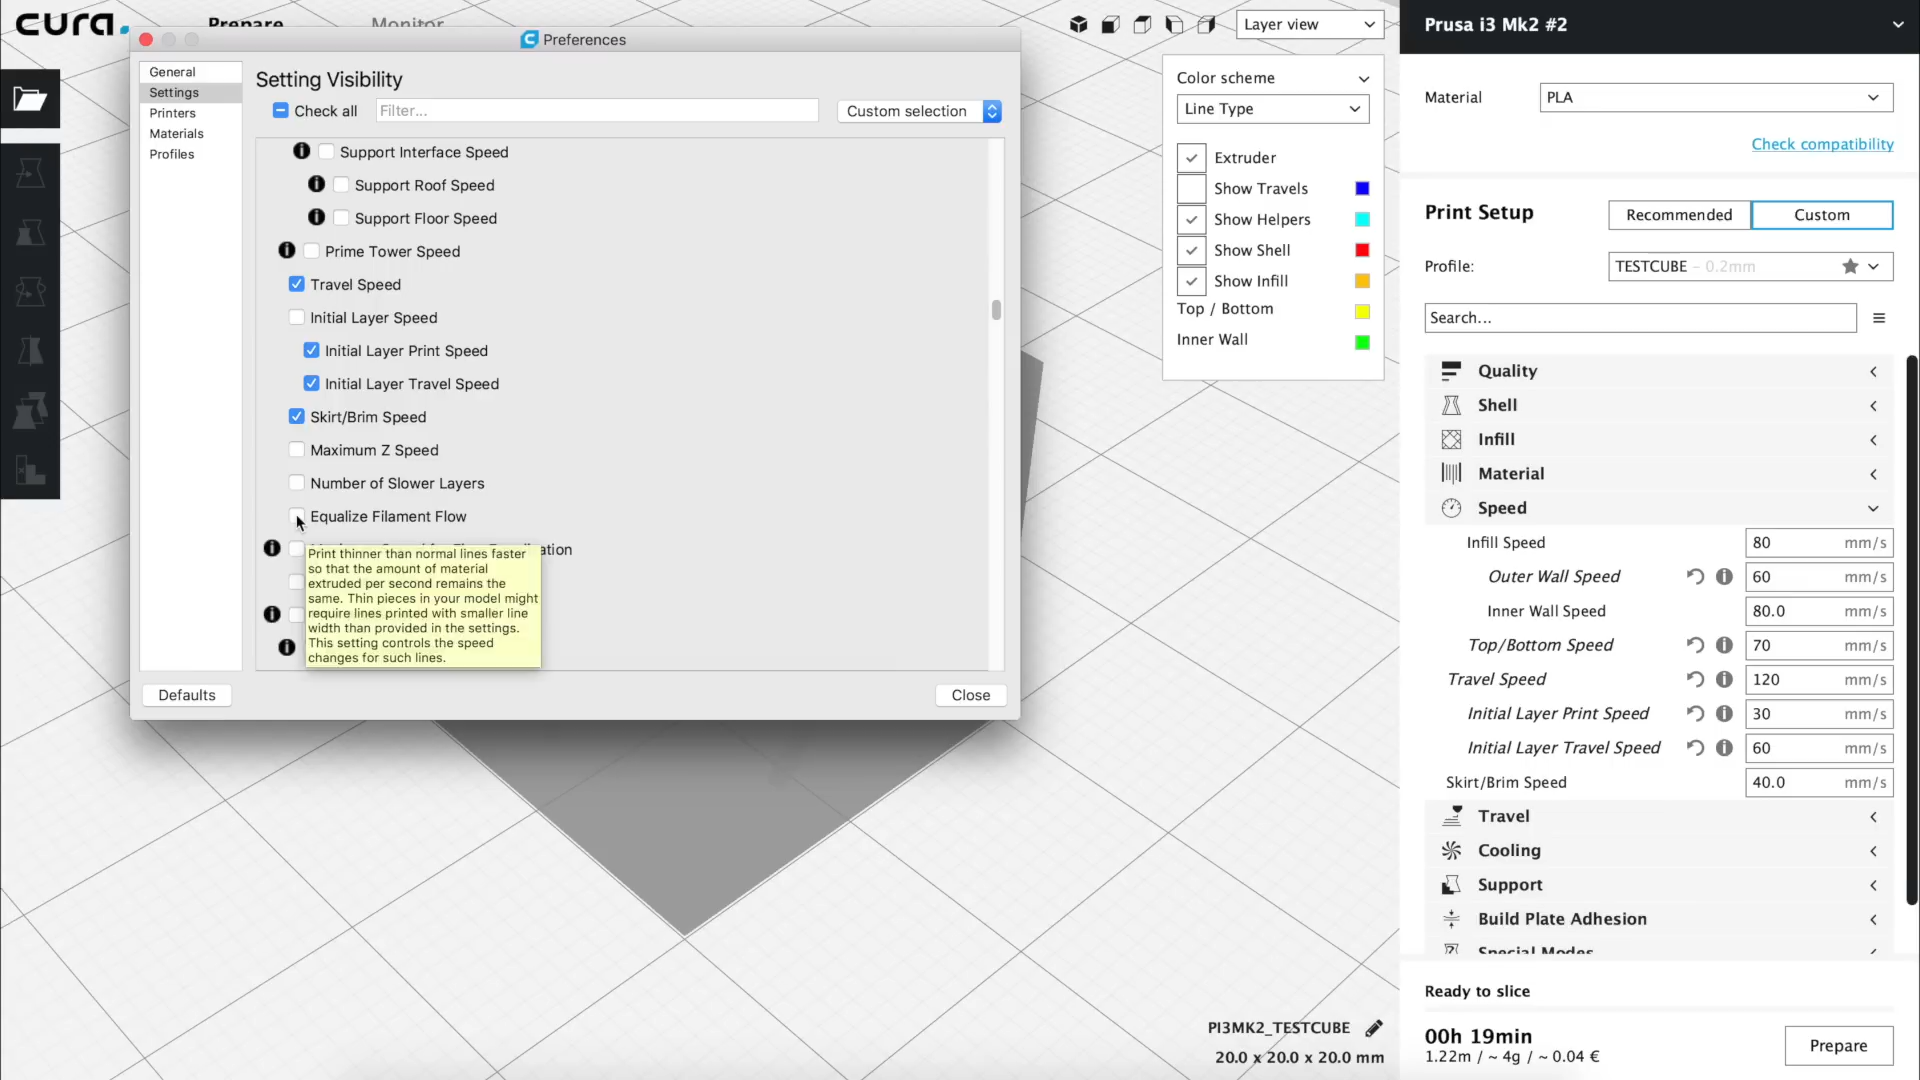 cura.
Prepare
Monitor
Layer view
Prusa i3 Mk2 #2
Preferences
General
Settings
Printers
Materials
Profiles
Setting Visibility
Check all
Filter...
Custom selection
Support Interface Speed
Support Roof Speed
Support Floor Speed
Prime Tower Speed
Travel Speed
Initial Layer Speed
Initial Layer Print Speed
Initial Layer Travel Speed
Skirt/Brim Speed
Maximum Z Speed
Number of Slower Layers
Equalize Filament Flow
Print thinner than normal lines faster
so that the amount of material
extruded per second remains the
same. Thin pieces in your model might
require lines printed with smaller line
width than provided in the settings.
This setting controls the speed
changes for such lines.
Defaults
Close
Color scheme
Line Type
Extruder
Show Travels
Show Helpers
Show Shell
Show Infill
Top / Bottom
Inner Wall
Material
PLA
Check compatibility
Print Setup
Recommended
Custom
Profile:
TESTCUBE - 0.2mm
Search...
Quality
Shell
Infill
Material
Speed
Infill Speed 80 mm/s
Outer Wall Speed 60 mm/s
Inner Wall Speed 80.0 mm/s
Top/Bottom Speed 70 mm/s
Travel Speed 120 mm/s
Initial Layer Print Speed 30 mm/s
Initial Layer Travel Speed 60 mm/s
Skirt/Brim Speed 40.0 mm/s
Travel
Cooling
Support
Build Plate Adhesion
Special Modes
PI3MK2_TESTCUBE
20.0 x 20.0 x 20.0 mm
Ready to slice
00h 19min
1.22m / ~ 4g / ~ 0.04 €
Prepare